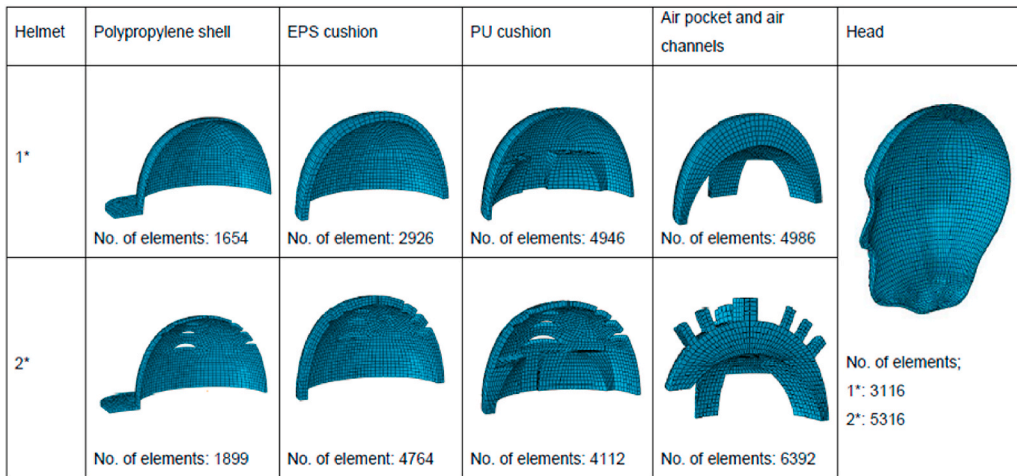 Helmet
Polypropylene shell
EPS cushion
PU cushion
Air pocket and air
channels
Head
1*
No. of elements: 1654
No. of element: 2926
No. of elements: 4946
No. of elements: 4986
2*
No. of elements: 1899
No. of element: 4764
No. of elements: 4112
No. of elements: 6392
No. of elements;
1*: 3116
2*: 5316